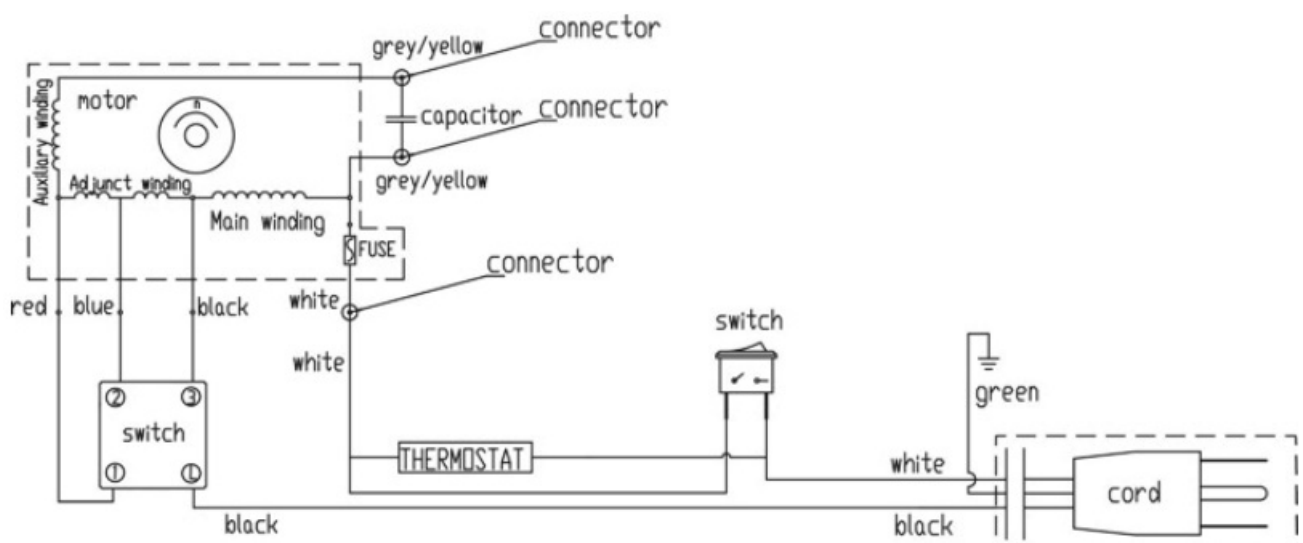 connector
grey/yellow
motor
n
Auxiliary winding
capacitor
connector
Adjunct winding
grey/yellow
Main winding
FUSE
connector
red
blue
black
white
switch
white
green
2
3
switch
THERMOSTAT
1
L
white
cord
black
black